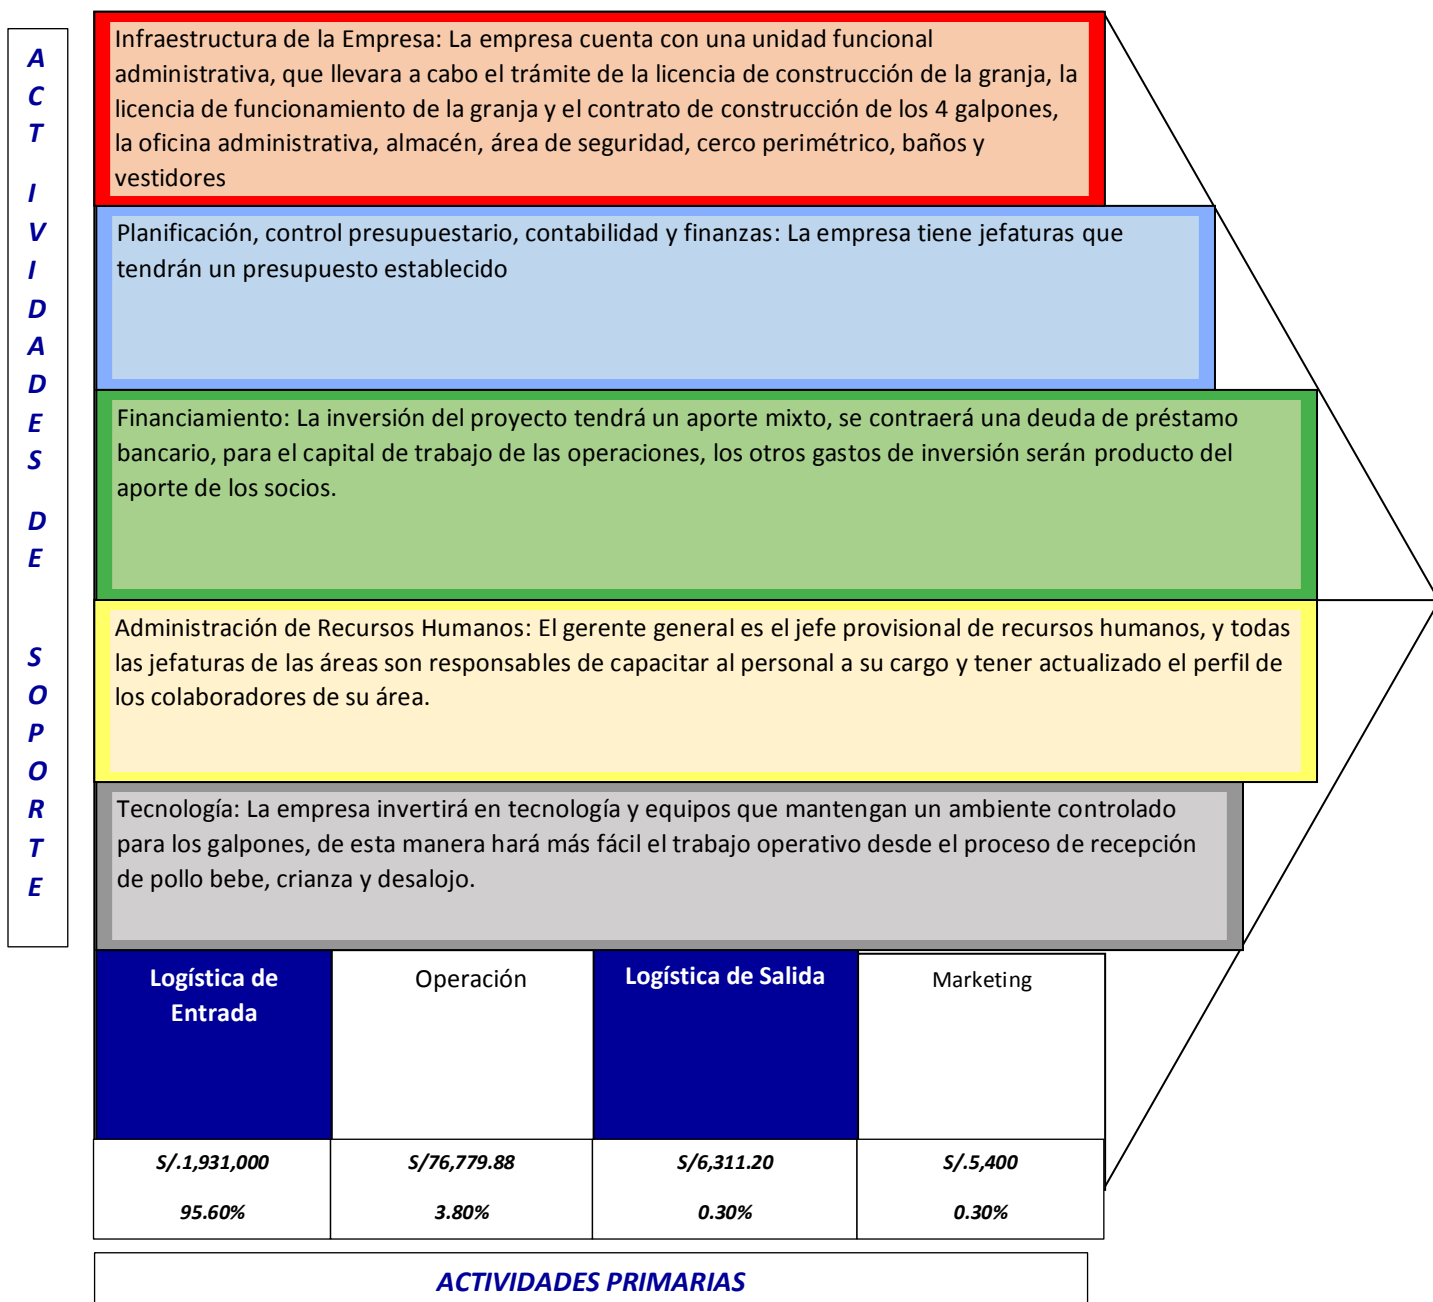 ACTIVIDADES DE SOPORTE
Infraestructura de la Empresa: La empresa cuenta con una unidad funcional
administrativa, que llevara a cabo el trámite de la licencia de construcción de la granja, la
licencia de funcionamiento de la granja y el contrato de construcción de los 4 galpones,
la oficina administrativa, almacén, área de seguridad, cerco perimétrico, baños y
vestidores
Planificación, control presupuestario, contabilidad y finanzas: La empresa tiene jefaturas que
tendrán un presupuesto establecido
Financiamiento: La inversión del proyecto tendrá un aporte mixto, se contraerá una deuda de préstamo
bancario, para el capital de trabajo de las operaciones, los otros gastos de inversión serán producto del
aporte de los socios.
Administración de Recursos Humanos: El gerente general es el jefe provisional de recursos humanos, y todas
las jefaturas de las áreas son responsables de capacitar al personal a su cargo y tener actualizado el perfil de
los colaboradores de su área.
Tecnología: La empresa invertirá en tecnología y equipos que mantengan un ambiente controlado
para los galpones, de esta manera hará más fácil el trabajo operativo desde el proceso de recepción
de pollo bebe, crianza y desalojo.
Logística de
Entrada
Operación
Logística de Salida
Marketing
S/.1,931,000
S/76,779.88
S/6,311.20
S/.5,400
95.60%
3.80%
0.30%
0.30%
ACTIVIDADES PRIMARIAS